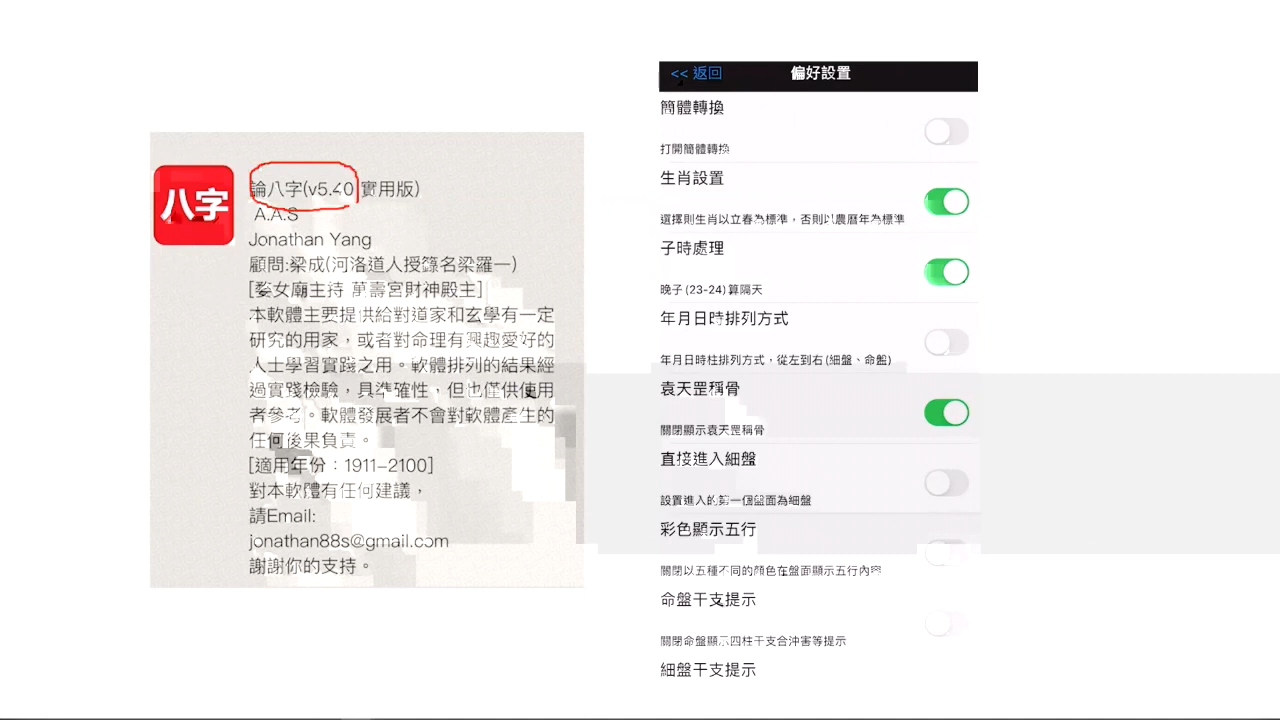 八字
論八字(v5.40 實用版)
A.A.S
Jonathan Yang
顧問:梁成(河洛道人授籙名梁羅一)
[婺女廟主持 萬壽宮財神殿主]
本軟體主要提供給對道家和玄學有一定
研究的用家，或者對命理有興趣愛好的
人士學習實踐之用。軟體排列的結果經
過實踐檢驗，具準確性，但也僅供使用
者參考。軟體發展者不會對軟體產生的
任何後果負責。
[適用年份：1911-2100]
對本軟體有任何建議，
請Email:
jonathan88s@gmail.com
謝謝你的支持。
<< 返回 偏好設置
簡體轉換
打開簡體轉換
生肖設置
選擇則生肖以立春為標準，否則以農曆年為標準
子時處理
晚子(23-24)算隔天
年月日時排列方式
年月日時柱排列方式，從左到右(細盤、命盤)
袁天罡稱骨
關閉顯示袁天罡稱骨
直接進入細盤
設置進入的第一個盤面為細盤
彩色顯示五行
關閉以五種不同的顏色在盤面顯示五行內容
命盤干支提示
關閉命盤顯示四柱干支合沖害等提示
細盤干支提示